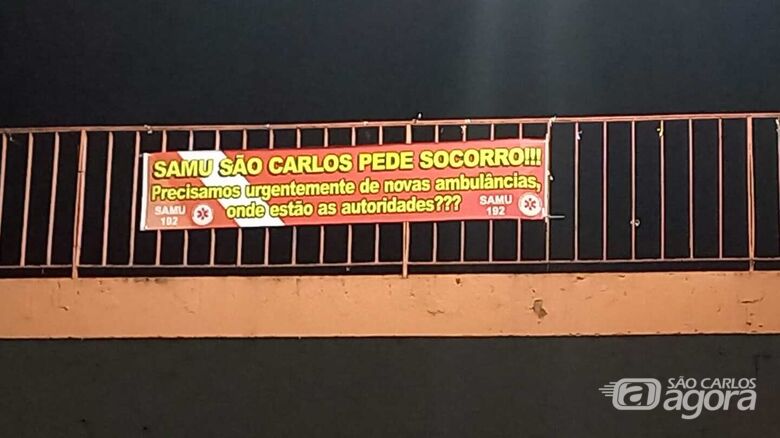 SAMU SÃO CARLOS PEDE SOCORRO!!!
Precisamos urgentemente de novas ambulâncias,
onde estão as autoridades???
SAMU
192
SAMU
192
SÃO CARLOS
agora